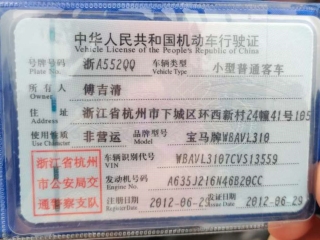 中华人民共和国机动车行驶证
Vehicle License of the People's Republic of China
号牌号码 浙A552QQ 车辆类型 小型普通客车
Plate No. Vehicle Type
所有人 傅吉清
Owner
住址 浙江省杭州市下城区环西新村24幢41号105
Address
使用性质 非营运 品牌型号 宝马牌WBAVL310
Use Character Model
浙江省杭州市公安局交通警察支队
车辆识别代号 WBAVL3107CVS13559
VIN
发动机号码 A635J216N46B20CC
Engine No.
注册日期 2012-06-29 发证日期 2012-06-29
Register Date Issue Date